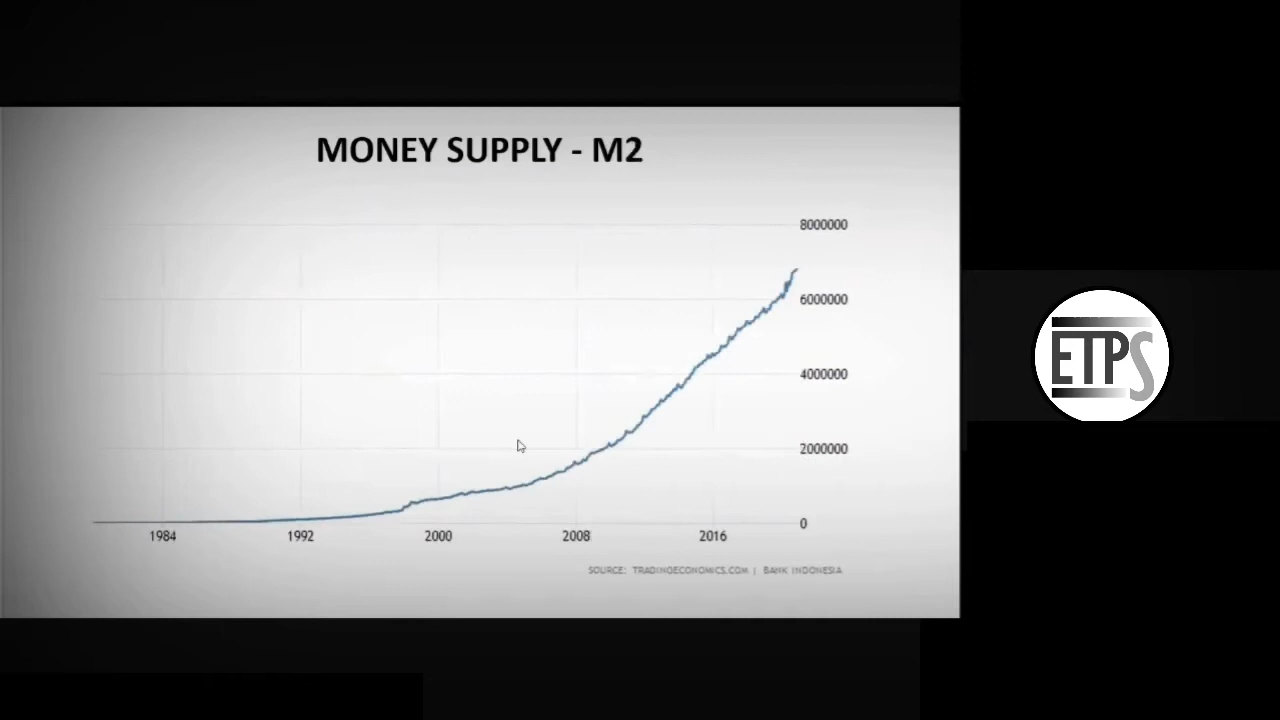 MONEY SUPPLY - M2
8000000
6000000
4000000
2000000
0
1984 1992 2000 2008 2016
SOURCE: TRADINGECONOMICS.COM | BANK INDONESIA
ETPS